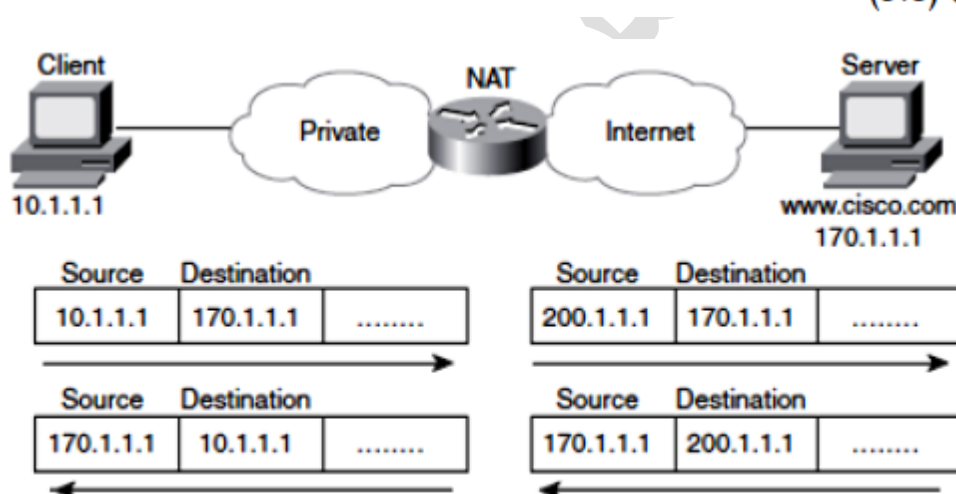 Client
NAT
Server
Private
Internet
10.1.1.1
www.cisco.com
170.1.1.1
Source Destination
Source Destination
10.1.1.1 170.1.1.1 ........
200.1.1.1 170.1.1.1 ........
Source Destination
Source Destination
170.1.1.1 10.1.1.1 ........
170.1.1.1 200.1.1.1 ........